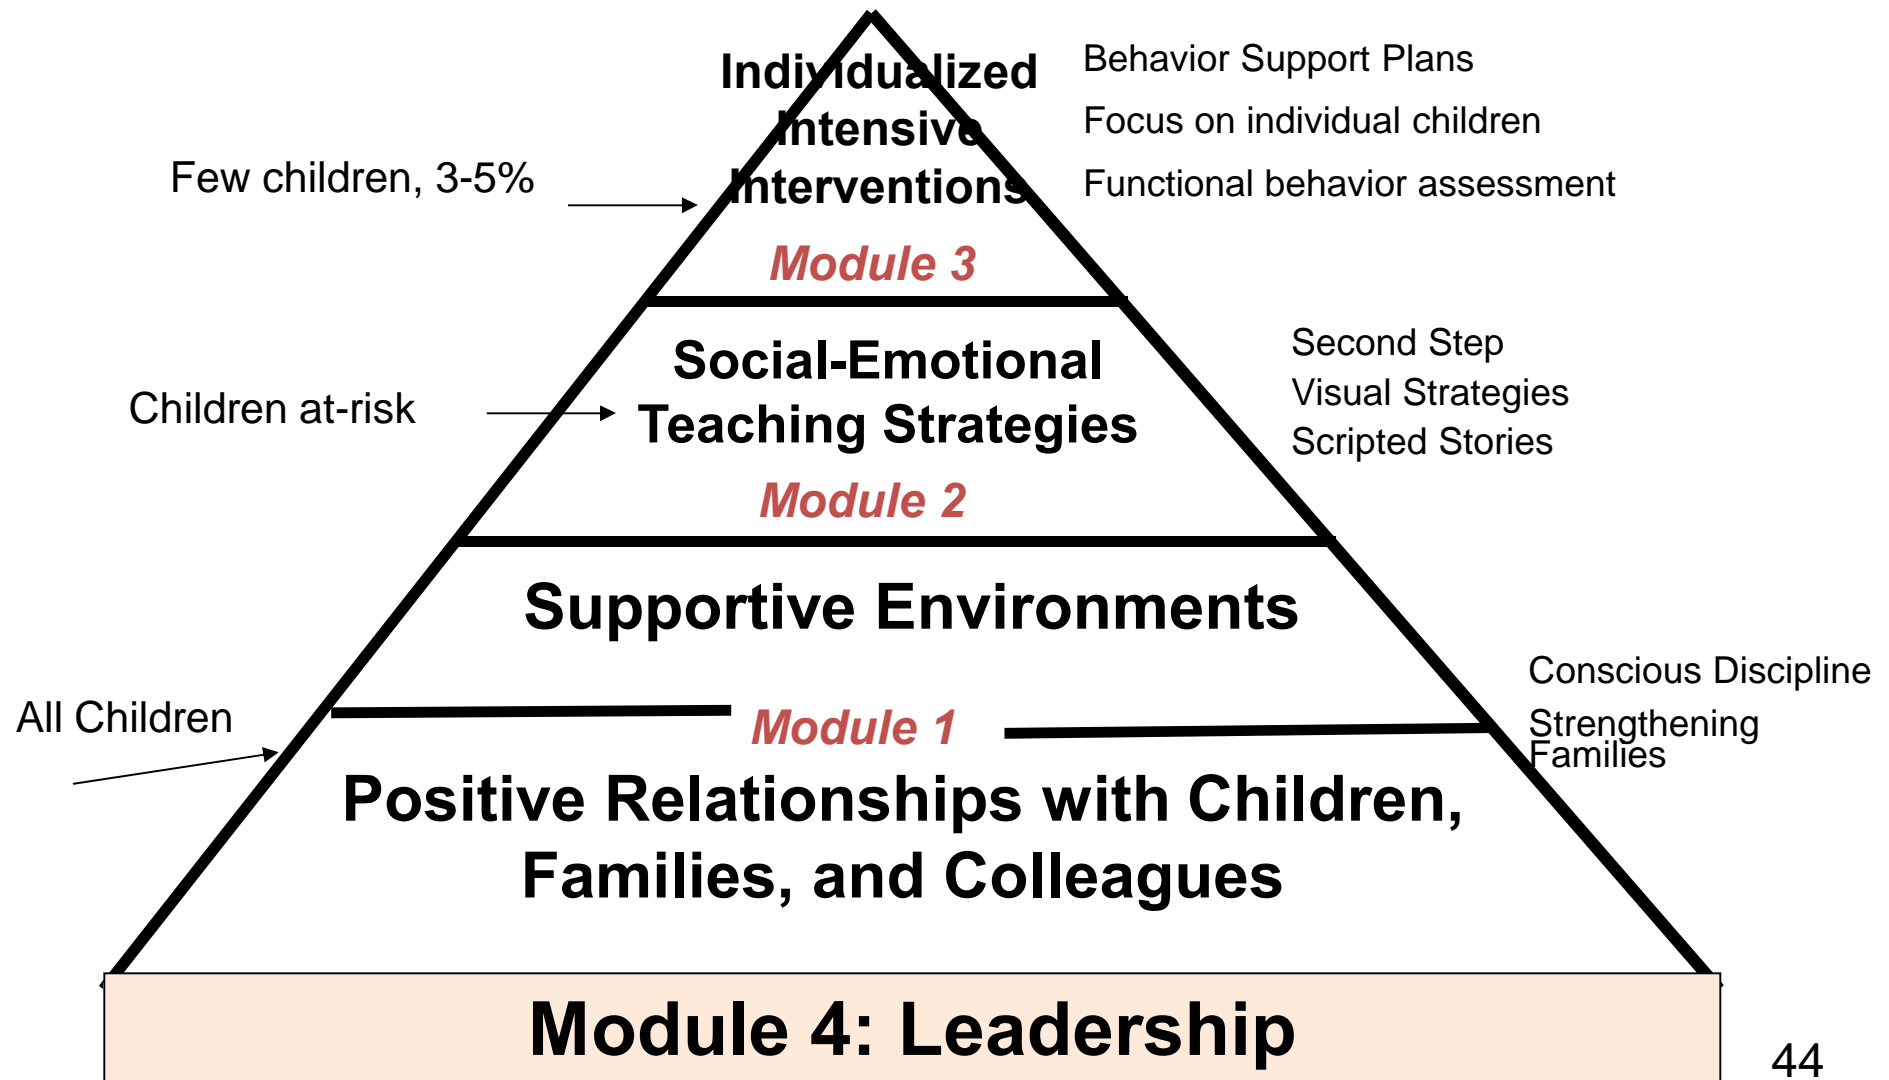 Individualized
Intensive
Interventions
Module 3
Behavior Support Plans
Focus on individual children
Functional behavior assessment
Few children, 3-5%
Social-Emotional
Teaching Strategies
Module 2
Children at-risk
Second Step
Visual Strategies
Scripted Stories
Supportive Environments
Module 1
All Children
Conscious Discipline
Strengthening
Families
Positive Relationships with Children,
Families, and Colleagues
Module 4: Leadership
44